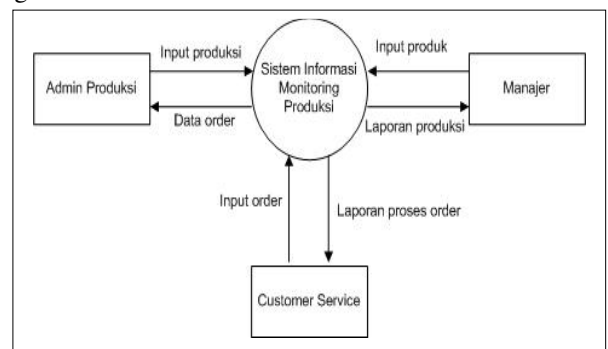 Input produksi
Input produk
Sistem Informasi
Monitoring
Produksi
Admin Produksi
Manajer
Data order
Laporan produksi
Input order
Laporan proses order
Customer Service